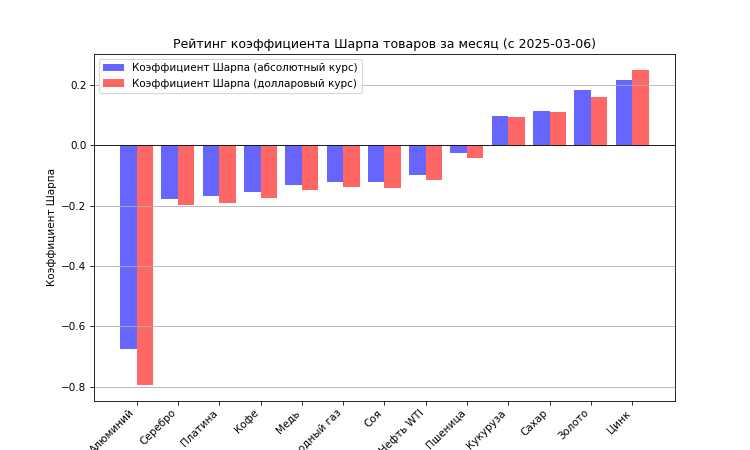 Рейтинг коэффициента Шарпа товаров за месяц (с 2025-03-06)
Коэффициент Шарпа (абсолютный курс)
Коэффициент Шарпа (долларовый курс)
Коэффициент Шарпа
0.2
0.0
−0.2
−0.4
−0.6
−0.8
Алюминий
Серебро
Платина
Кофе
Медь
газ
Соя
Нефть WTI
Пшеница
Кукуруза
Сахар
Золото
Цинк